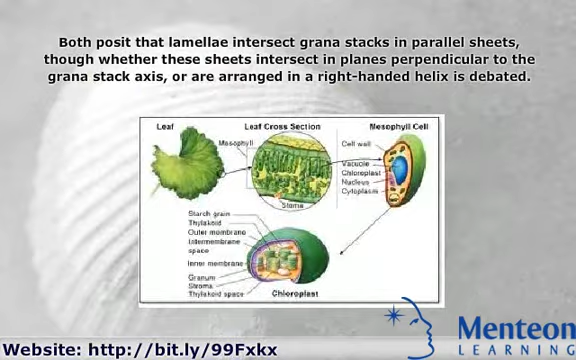 Both posit that lamellae intersect grana stacks in parallel sheets,
though whether these sheets intersect in planes perpendicular to the
grana stack axis, or are arranged in a right-handed helix is debated.
Leaf
Leaf Cross Section
Mesophyll Cell
Mesophyll
Stoma
Cell wall
Vacuole
Chloroplast
Nucleus
Cytoplasm
Starch grain
Thylakoid
Outer membrane
Intermembrane
space
Inner membrane
Granum
Stroma
Thylakoid space
Chloroplast
Menteon
LEARNING
Website: http://bit.ly/99Fxkx